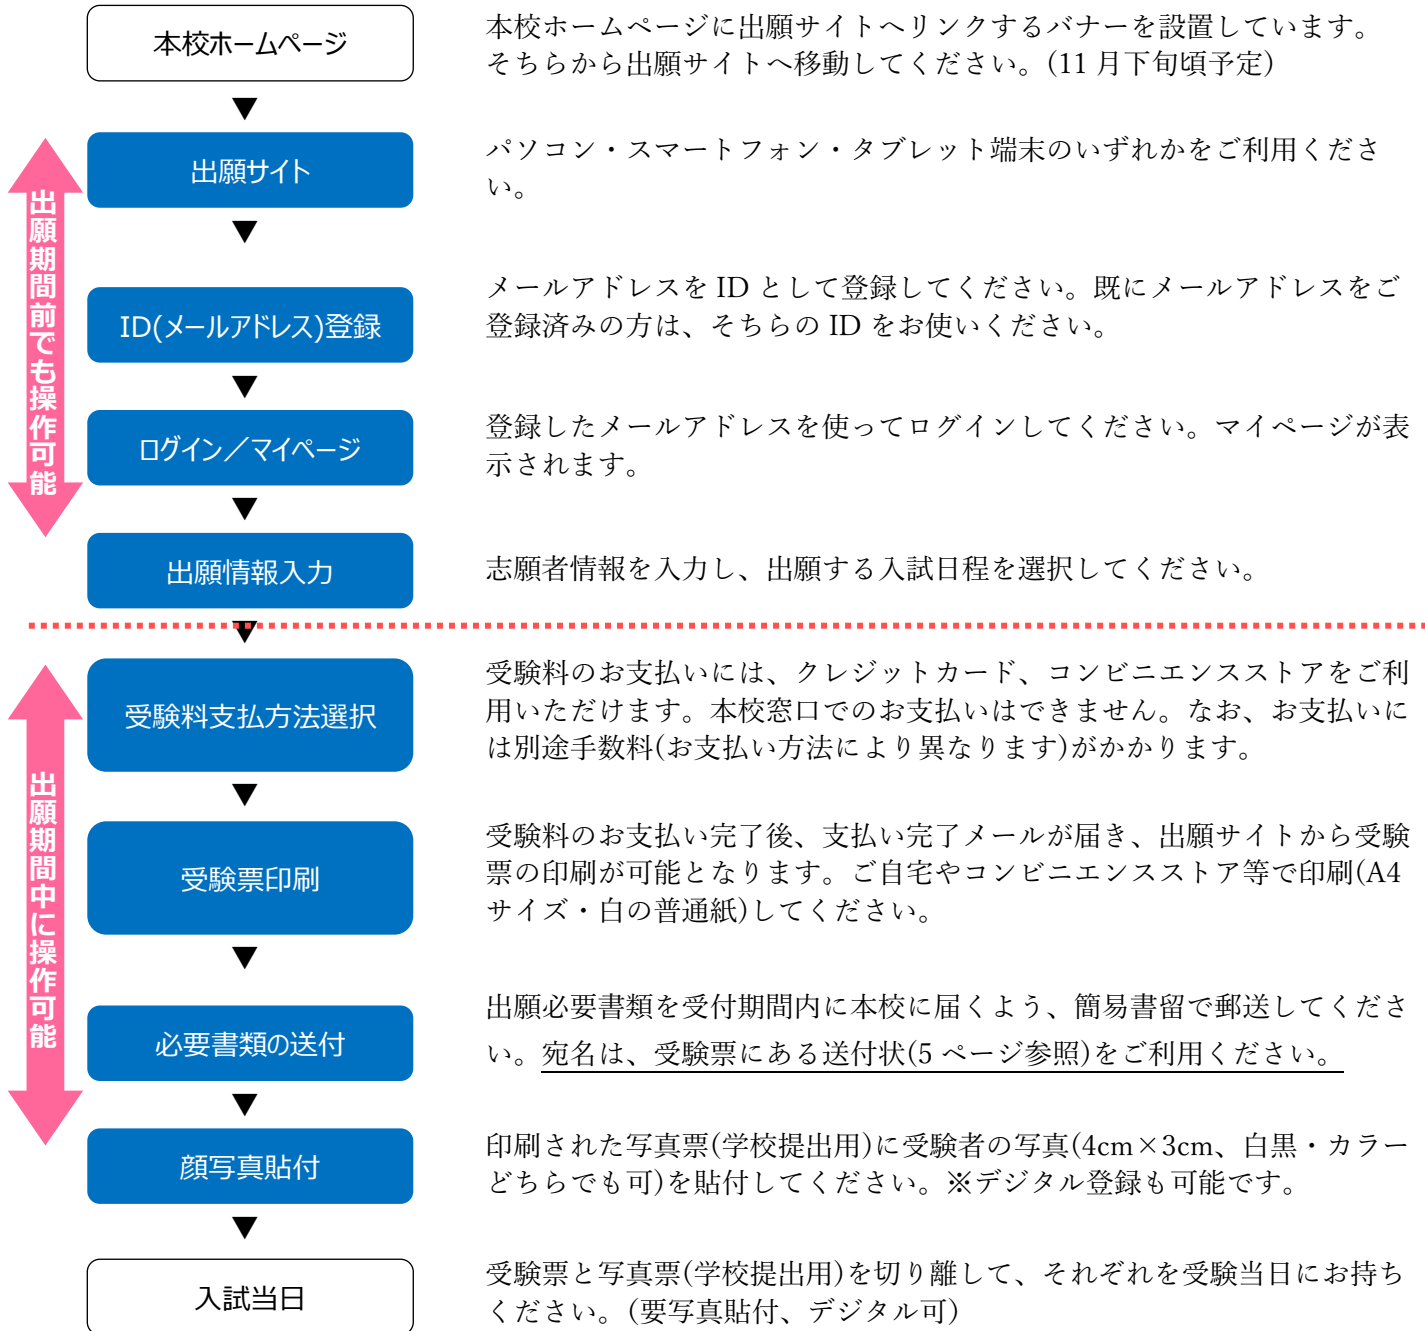 本校ホームページ
本校ホームページに出願サイトへリンクするバナーを設置しています。
そちらから出願サイトへ移動してください。(11 月下旬頃予定)
▼
出願期間前でも操作可能
出願サイト
パソコン・スマートフォン・タブレット端末のいずれかをご利用くださ
い。
▼
ID(メールアドレス)登録
メールアドレスを ID として登録してください。既にメールアドレスをご
登録済みの方は、そちらの ID をお使いください。
▼
ログイン／マイページ
登録したメールアドレスを使ってログインしてください。マイページが表
示されます。
▼
出願情報入力
志願者情報を入力し、出願する入試日程を選択してください。
▼
出願期間中に操作可能
受験料支払方法選択
受験料のお支払いには、クレジットカード、コンビニエンスストアをご利
用いただけます。本校窓口でのお支払いはできません。なお、お支払いに
は別途手数料(お支払い方法により異なります)がかかります。
▼
受験票印刷
受験料のお支払い完了後、支払い完了メールが届き、出願サイトから受験
票の印刷が可能となります。ご自宅やコンビニエンスストア等で印刷(A4
サイズ・白の普通紙)してください。
▼
必要書類の送付
出願必要書類を受付期間内に本校に届くよう、簡易書留で郵送してくださ
い。宛名は、受験票にある送付状(5 ページ参照)をご利用ください。
▼
顔写真貼付
印刷された写真票(学校提出用)に受験者の写真(4cm×3cm、白黒・カラー
どちらでも可)を貼付してください。※デジタル登録も可能です。
▼
入試当日
受験票と写真票(学校提出用)を切り離して、それぞれを受験当日にお持ち
ください。(要写真貼付、デジタル可)